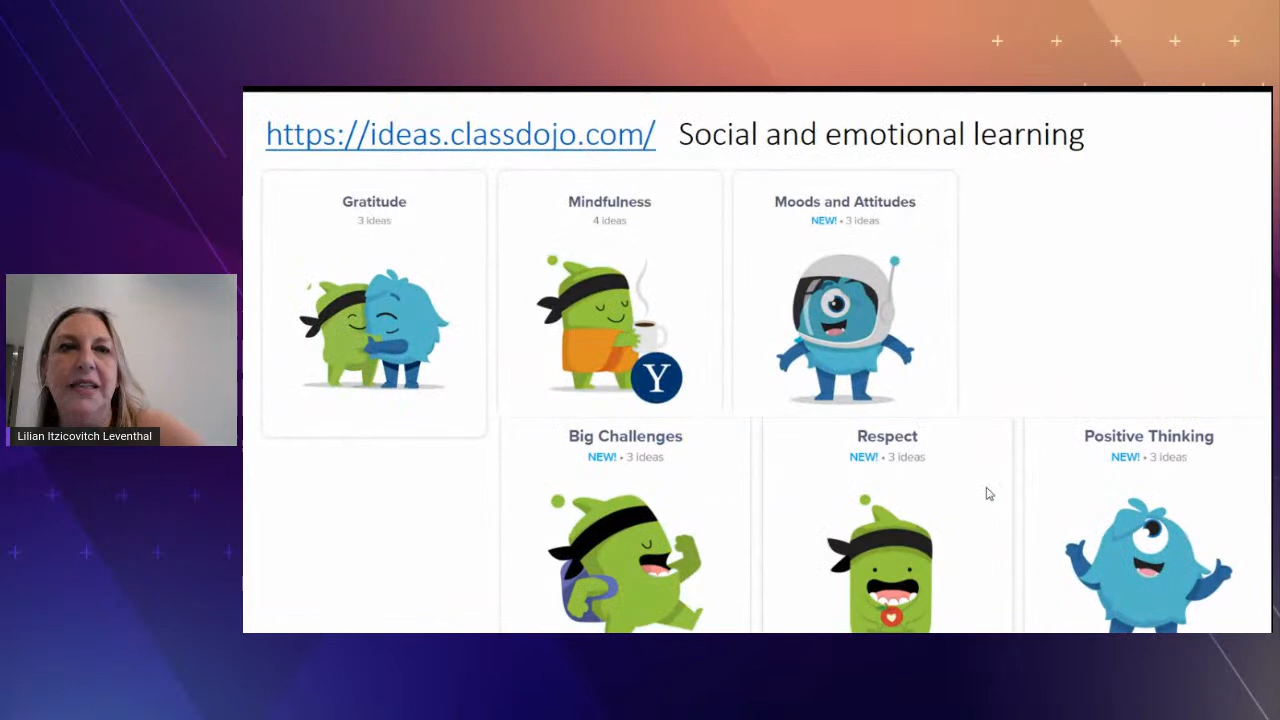 https://ideas.classdojo.com/ Social and emotional learning
Gratitude
3 ideas
Mindfulness
4 ideas
Y
Moods and Attitudes
NEW! • 3 ideas
Big Challenges
NEW! • 3 ideas
Respect
NEW! • 3 ideas
Positive Thinking
NEW! • 3 ideas
Lilian Itzicovitch Leventhal